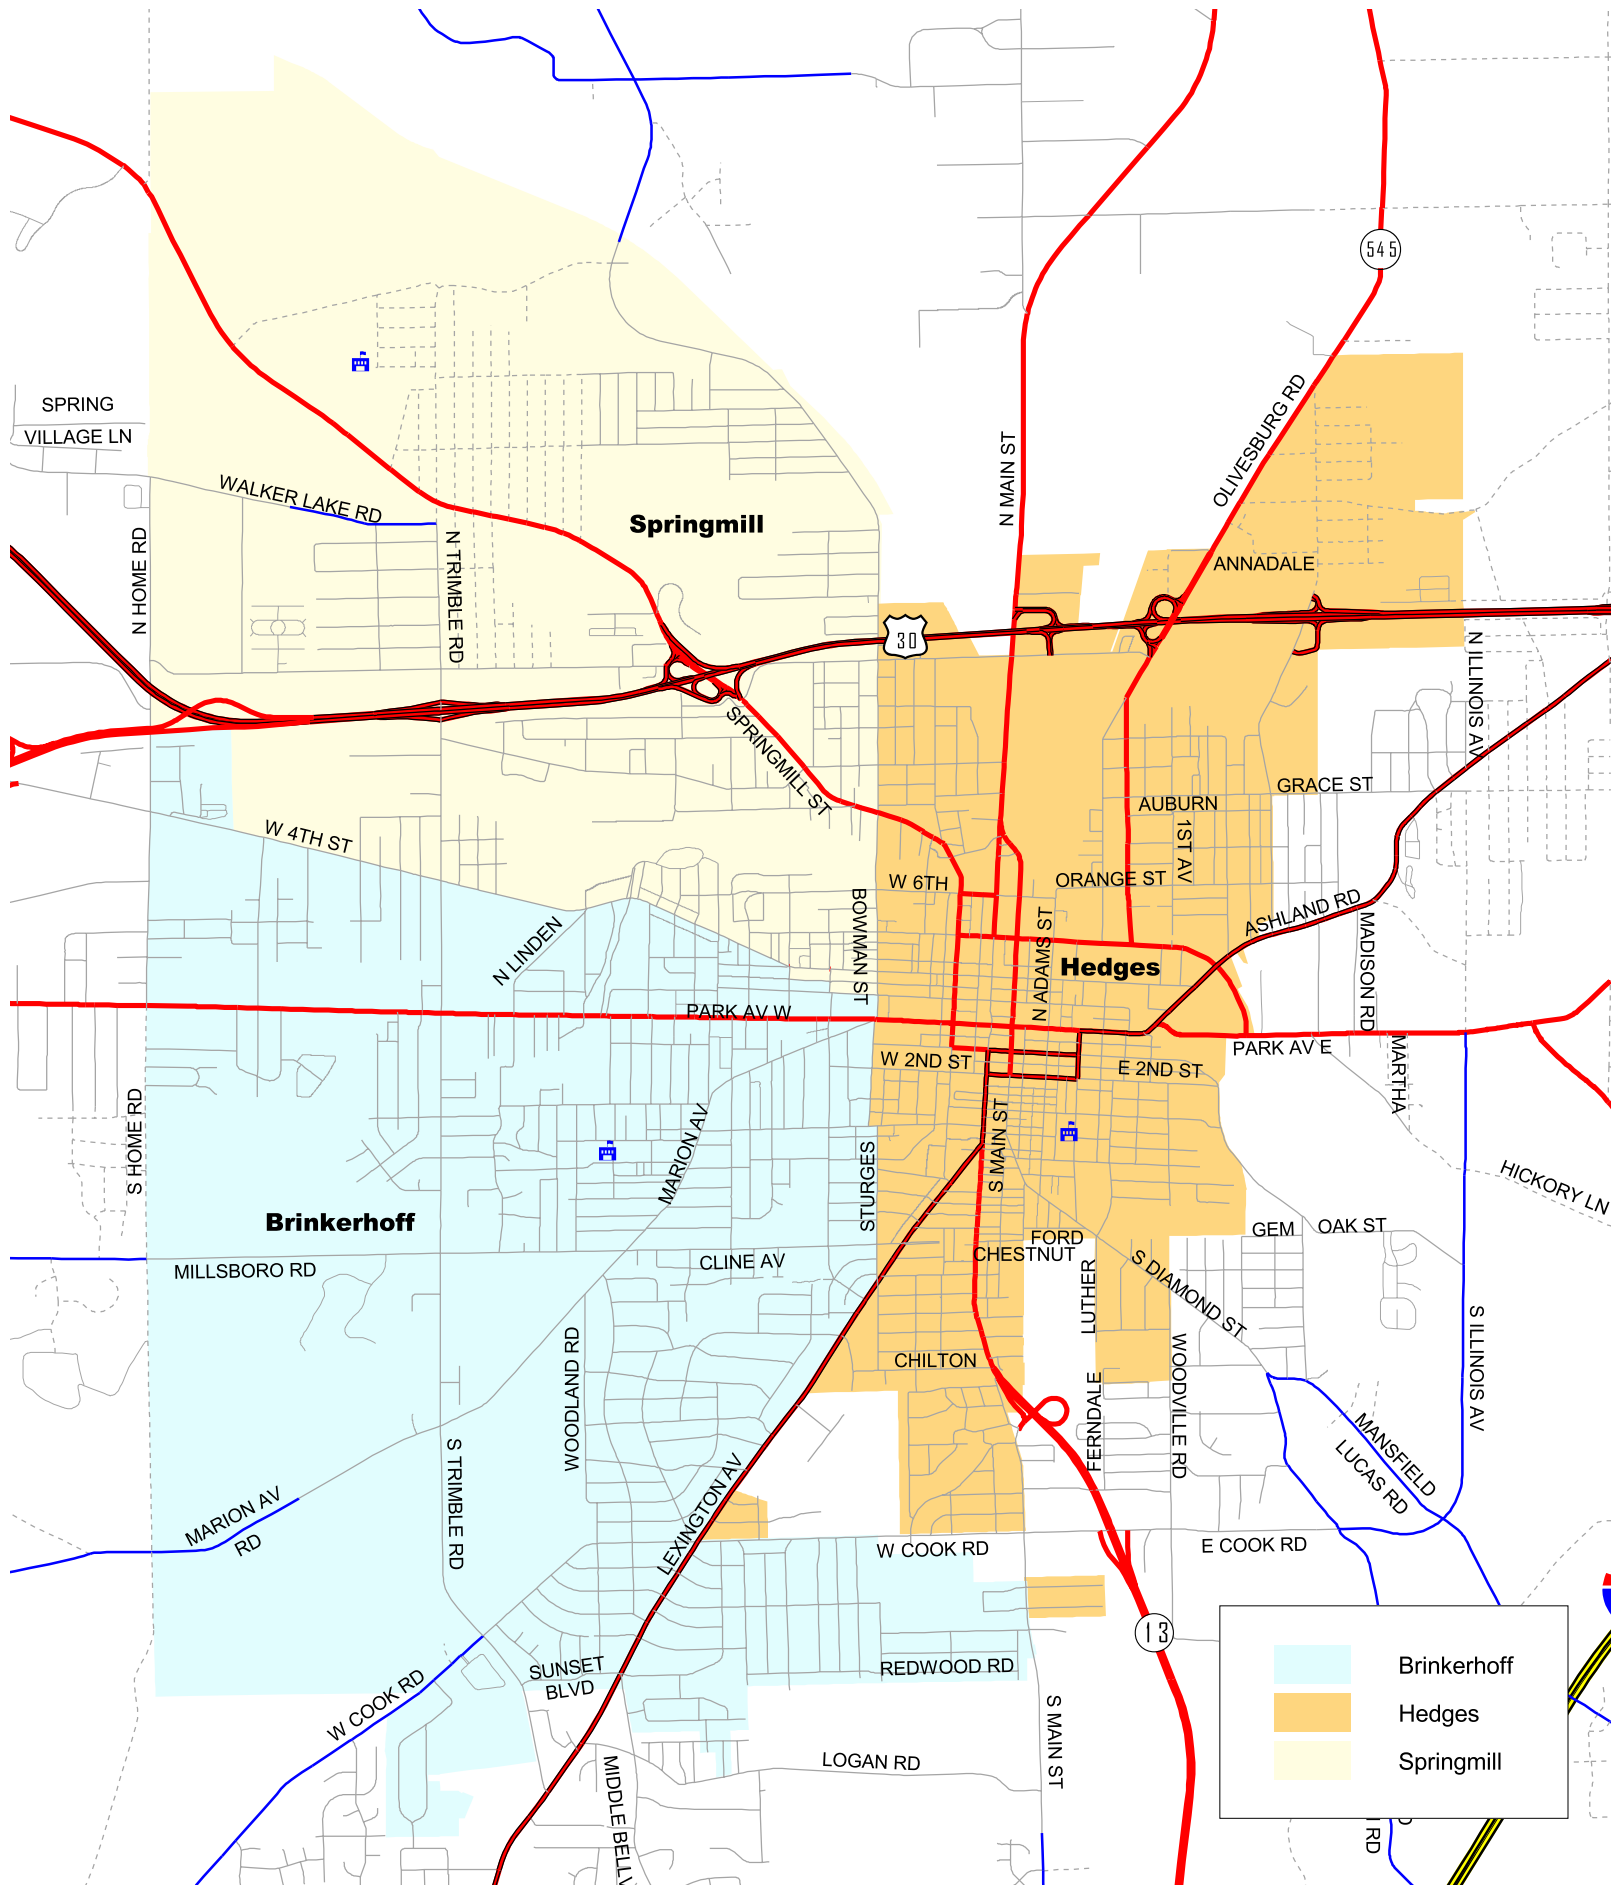 545
SPRING
VILLAGE LN
OLIVESBURG RD
N MAIN ST
WALKER LAKE RD
Springmill
N HOME RD
N TRIMBLE RD
ANNADALE
30
N ILLINOIS AV
SPRINGMILL ST
GRACE ST
AUBURN
1ST AV
W 4TH ST
W 6TH
ORANGE ST
BOWMAN ST
ASHLAND RD
N LINDEN
N ADAMS ST
MADISON RD
Hedges
PARK AV W
PARK AV E
W 2ND ST
E 2ND ST
MARTHA
S HOME RD
MARION AV
S MAIN ST
STURGES
HICKORY LN
Brinkerhoff
FORD
GEM
OAK ST
CHESTNUT
MILLSBORO RD
CLINE AV
LUTHER
S DIAMOND ST
WOODLAND RD
CHILTON
WOODVILLE RD
S ILLINOIS AV
FERNDALE
MANSFIELD
LUCAS RD
S TRIMBLE RD
LEXINGTON AV
MARION AV
RD
W COOK RD
E COOK RD
13
SUNSET
BLVD
REDWOOD RD
W COOK RD
S MAIN ST
LOGAN RD
MIDDLE BELLV
Brinkerhoff
Hedges
Springmill
RD